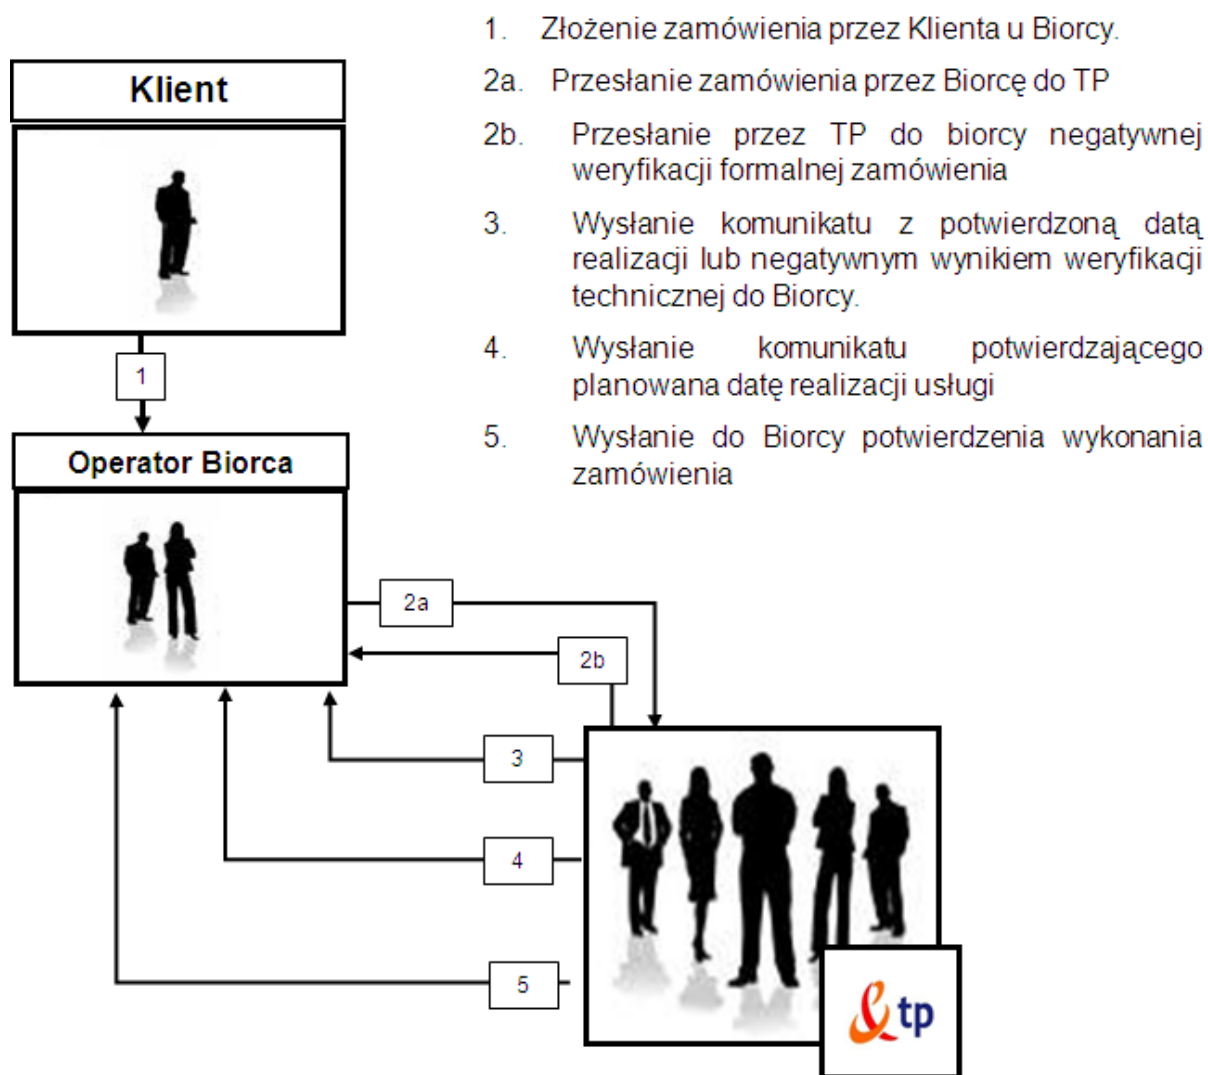 1. Złożenie zamówienia przez Klienta u Biorcy.
Klient
2a. Przesłanie zamówienia przez Biorcę do TP
2b. Przesłanie przez TP do biorcy negatywnej
weryfikacji formalnej zamówienia
3. Wysłanie komunikatu z potwierdzoną datą
realizacji lub negatywnym wynikiem weryfikacji
technicznej do Biorcy.
4. Wysłanie komunikatu potwierdzającego
planowana datę realizacji usługi
5. Wysłanie do Biorcy potwierdzenia wykonania
zamówienia
1
Operator Biorca
2a
2b
3
4
5
tp